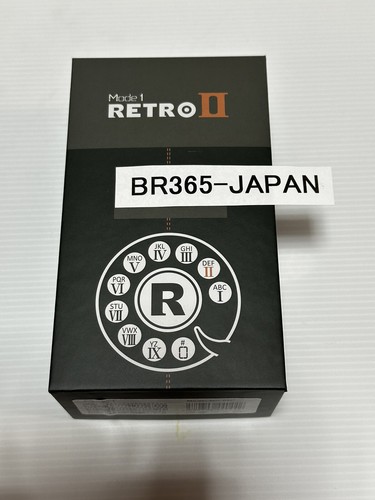 Mode 1
RETRO II
BR365-JAPAN
JKL
IV
GHI
III
MNO
V
DEF
II
PQR
VI
ABC
I
R
STU
VII
VWX
VIII
YZ
IX
#